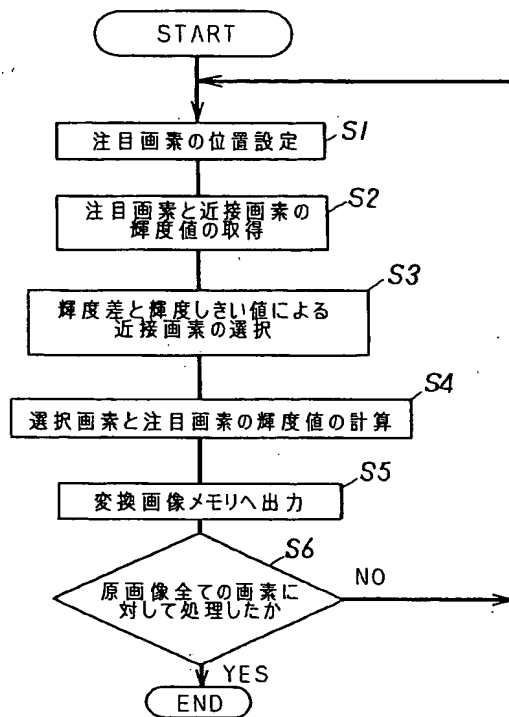 START
注目画素の位置設定
S1
注目画素と近接画素の
輝度値の取得
S2
輝度差と輝度しきい値による
近接画素の選択
S3
選択画素と注目画素の輝度値の計算
S4
変換画像メモリへ出力
S5
原画像全ての画素に
対して処理したか
S6
NO
YES
END